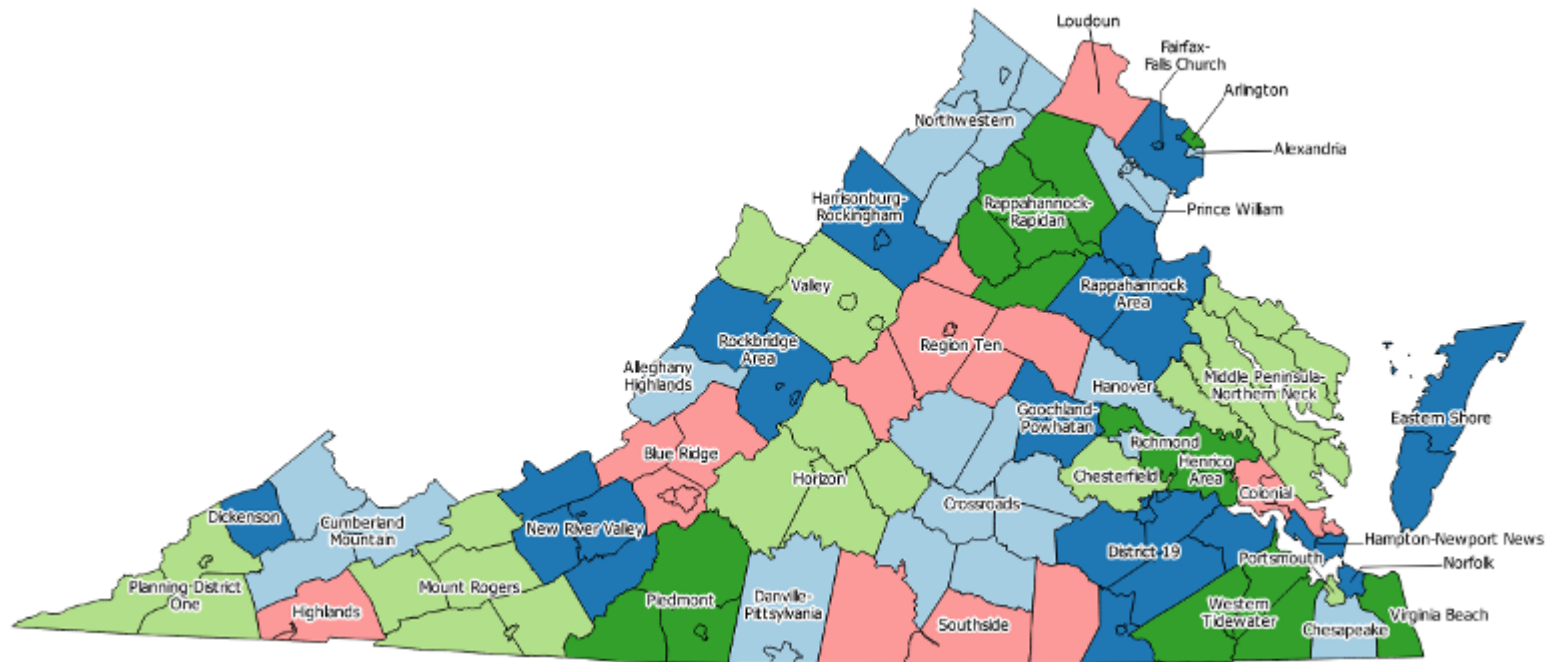 Loudoun
Fairfax-
Falls Church
Arlington
Northwestern
Alexandria
Harrisonburg-
Rockingham
Rappahannock-
Rapidan
Prince William
Valley
Rappahannock
Area
Rockbridge
Area
Region Ten
Alleghany
Highlands
Hanover
Middle Peninsula-
Northern Neck
Goochland-
Powhatan
Eastern Shore
Richmond
Blue Ridge
Henrico
Area
Horizon
Chesterfield
Colonial
Crossroads
Dickenson
Cumberland
Mountain
New River Valley
Hampton-Newport News
District 19
Portsmouth
Norfolk
Planning-District
One
Mount Rogers
Highlands
Piedmont
Danville-
Pittsylvania
Southside
Western
Tidewater
Virginia Beach
Chesapeake